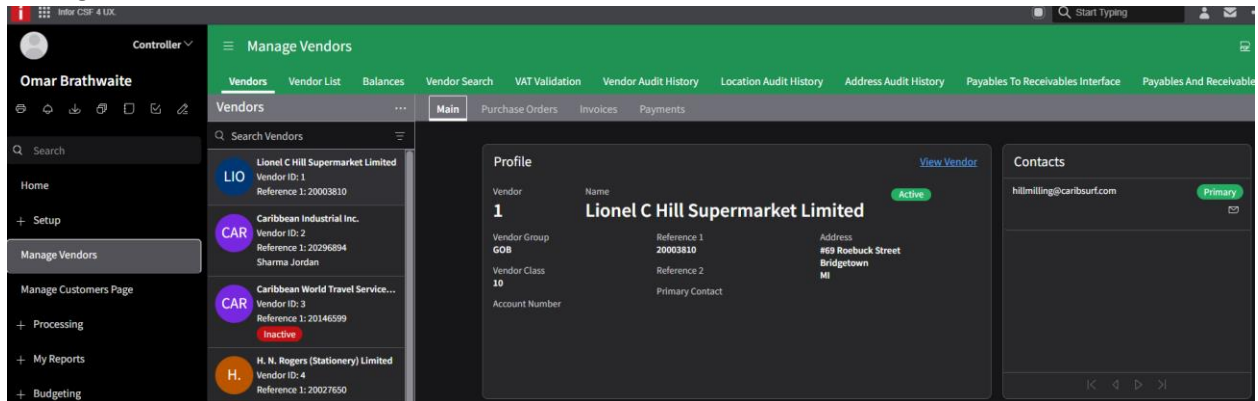 Infor CSF 4 UX.
Start Typing
Controller
Omar Brathwaite
Search
Home
+ Setup
Manage Vendors
Manage Customers Page
+ Processing
+ My Reports
+ Budgeting
Manage Vendors
Vendors Vendor List Balances Vendor Search VAT Validation Vendor Audit History Location Audit History Address Audit History Payables To Receivables Interface Payables And Receivable
Vendors ...
Search Vendors
LIO
Lionel C Hill Supermarket Limited
Vendor ID: 1
Reference 1: 20003810
CAR
Caribbean Industrial Inc.
Vendor ID: 2
Reference 1: 20296894
Sharma Jordan
CAR
Caribbean World Travel Service...
Vendor ID: 3
Reference 1: 20146599
Inactive
H.
H. N. Rogers (Stationery) Limited
Vendor ID: 4
Reference 1: 20027650
Main Purchase Orders Invoices Payments
Profile View Vendor
Vendor Name Active
1 Lionel C Hill Supermarket Limited
Vendor Group Reference 1 Address
GOB 20003810 #69 Roebuck Street
Bridgetown
Vendor Class Reference 2 MI
10
Primary Contact
Account Number
Contacts
hillmilling@caribsurf.com Primary